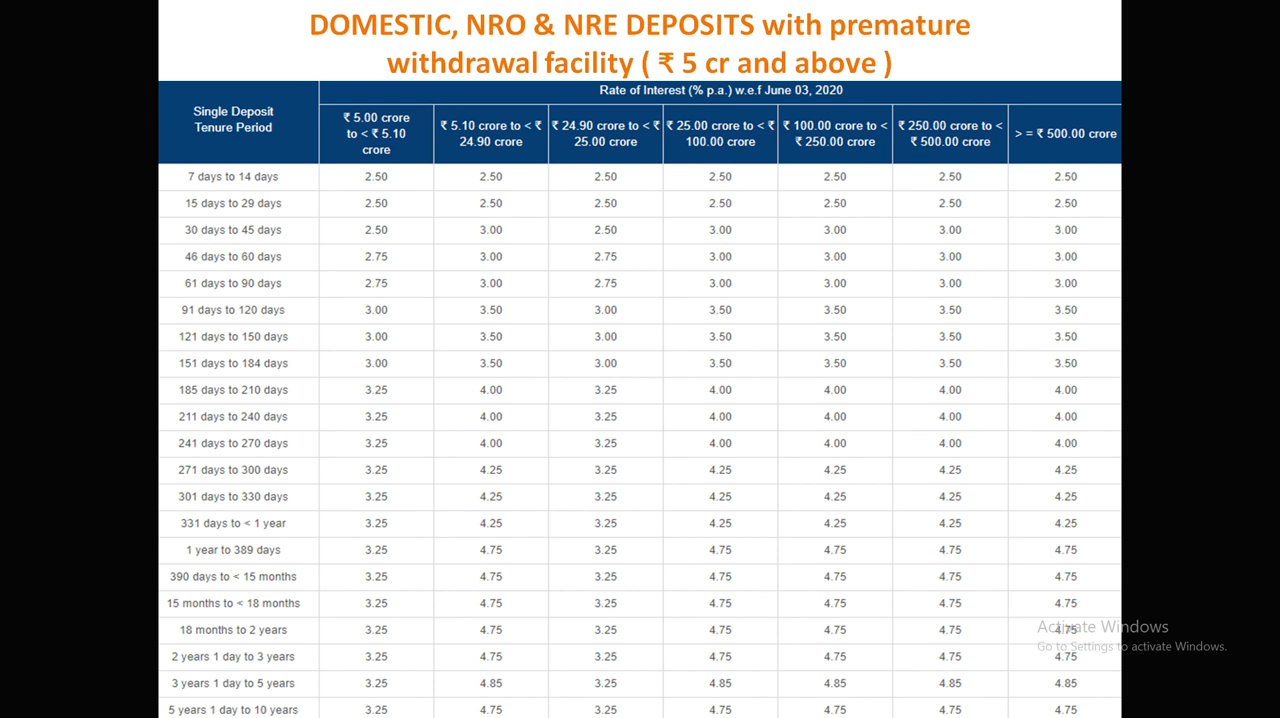 DOMESTIC, NRO & NRE DEPOSITS with premature
withdrawal facility ( ₹ 5 cr and above )
Single Deposit Tenure Period
Rate of Interest (% p.a.) w.e.f June 03, 2020
₹ 5.00 crore to < ₹ 5.10 crore
₹ 5.10 crore to < ₹ 24.90 crore
₹ 24.90 crore to < ₹ 25.00 crore
₹ 25.00 crore to < ₹ 100.00 crore
₹ 100.00 crore to < ₹ 250.00 crore
₹ 250.00 crore to < ₹ 500.00 crore
> = ₹ 500.00 crore
7 days to 14 days 2.50 2.50 2.50 2.50 2.50 2.50 2.50
15 days to 29 days 2.50 2.50 2.50 2.50 2.50 2.50 2.50
30 days to 45 days 2.50 3.00 2.50 3.00 3.00 3.00 3.00
46 days to 60 days 2.75 3.00 2.75 3.00 3.00 3.00 3.00
61 days to 90 days 2.75 3.00 2.75 3.00 3.00 3.00 3.00
91 days to 120 days 3.00 3.50 3.00 3.50 3.50 3.50 3.50
121 days to 150 days 3.00 3.50 3.00 3.50 3.50 3.50 3.50
151 days to 184 days 3.00 3.50 3.00 3.50 3.50 3.50 3.50
185 days to 210 days 3.25 4.00 3.25 4.00 4.00 4.00 4.00
211 days to 240 days 3.25 4.00 3.25 4.00 4.00 4.00 4.00
241 days to 270 days 3.25 4.00 3.25 4.00 4.00 4.00 4.00
271 days to 300 days 3.25 4.25 3.25 4.25 4.25 4.25 4.25
301 days to 330 days 3.25 4.25 3.25 4.25 4.25 4.25 4.25
331 days to < 1 year 3.25 4.25 3.25 4.25 4.25 4.25 4.25
1 year to 389 days 3.25 4.75 3.25 4.75 4.75 4.75 4.75
390 days to < 15 months 3.25 4.75 3.25 4.75 4.75 4.75 4.75
15 months to < 18 months 3.25 4.75 3.25 4.75 4.75 4.75 4.75
18 months to 2 years 3.25 4.75 3.25 4.75 4.75 4.75 4.75
2 years 1 day to 3 years 3.25 4.75 3.25 4.75 4.75 4.75 4.75
3 years 1 day to 5 years 3.25 4.85 3.25 4.85 4.85 4.85 4.85
5 years 1 day to 10 years 3.25 4.75 3.25 4.75 4.75 4.75 4.75
Activate Windows
Go to Settings to activate Windows.